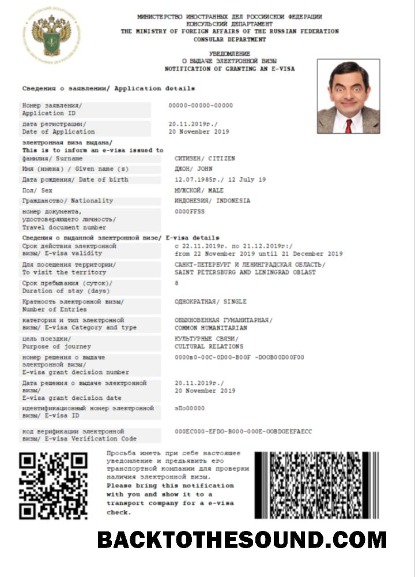 МИНИСТЕРСТВО ИНОСТРАННЫХ ДЕЛ РОССИЙСКОЙ ФЕДЕРАЦИИ
КОНСУЛЬСКИЙ ДЕПАРТАМЕНТ
THE MINISTRY OF FOREIGN AFFAIRS OF THE RUSSIAN FEDERATION
CONSULAR DEPARTMENT
УВЕДОМЛЕНИЕ
О ВЫДАЧЕ ЭЛЕКТРОННОЙ ВИЗЫ
NOTIFICATION OF GRANTING AN E-VISA
Сведения о заявлении/ Application details
Номер заявления/ 00000-00000-00000
Application ID
дата регистрации/ 20.11.2019г./
Date of Application 20 November 2019
электронная виза выдана/
This is to inform an e-visa issued to
фамилия/ Surname СИТИЗЕН/ CITIZEN
Имя (имена) / Given name (s) ДЖОН/ JOHN
Дата рождения/ Date of birth 12.07.1985г./ 12 July 19
Пол/ Sex МУЖСКОЙ/ MALE
Гражданство/ Nationality ИНДОНЕЗИЯ/ INDONESIA
номер документа,
удостоверяющего личность/ 0000FFSS
Travel document number
Сведения о выданной электронной визе/ E-visa details
Срок действия электронной с 22.11.2019г. по 21.12.2019г./
визы/ E-visa validity from 22 November 2019 until 21 December 2019
Для посещения территории/ САНКТ-ПЕТЕРБУРГ И ЛЕНИНГРАДСКАЯ ОБЛАСТЬ/
To visit the territory SAINT PETERSBURG AND LENINGRAD OBLAST
Срок пребывания (суток)/ 8
Duration of stay (days)
Кратность электронной визы/ ОДНОКРАТНАЯ/ SINGLE
Number of Entries
категория и тип электронной ОБЫКНОВЕННАЯ ГУМАНИТАРНАЯ/
визы/ E-visa Category and type COMMON HUMANITARIAN
цель поездки/ КУЛЬТУРНЫЕ СВЯЗИ/
Purpose of journey CULTURAL RELATIONS
номер решения о выдаче
электронной визы/
E-visa grant decision number
Дата решения о выдаче электронной 20.11.2019г./
визы/ 20 November 2019
E-visa grant decision date
идентификационный номер электронной
визы/ E-visa ID
код верификации электронной
визы/ E-visa Verification Code
Просьба иметь при себе настоящее
уведомление и предъявить его
транспортной компании для проверки
наличия электронной визы.
Please bring this notification
with you and show it to a
transport company for a e-visa
check.
BACKTOTHESOUND.COM